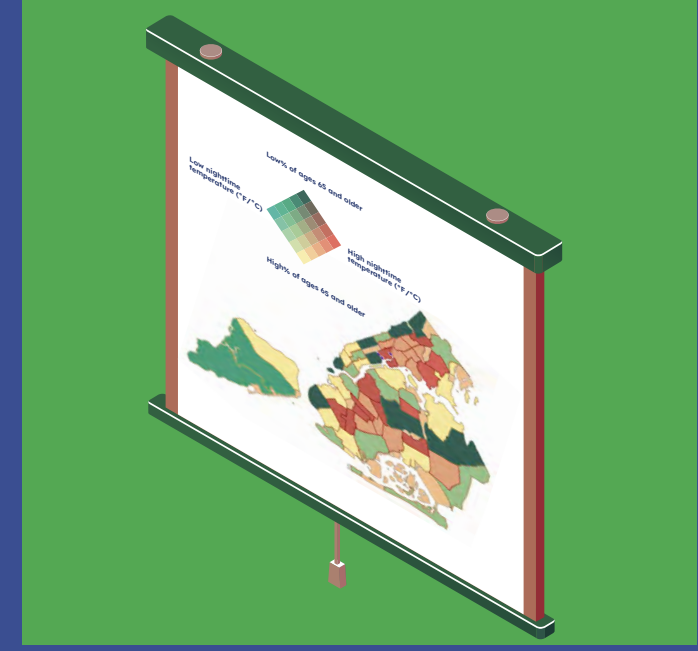 Low% of ages 65 and older
Low nighttime
temperature (°F/°C)
High nighttime
temperature (°F/°C)
High% of ages 65 and older